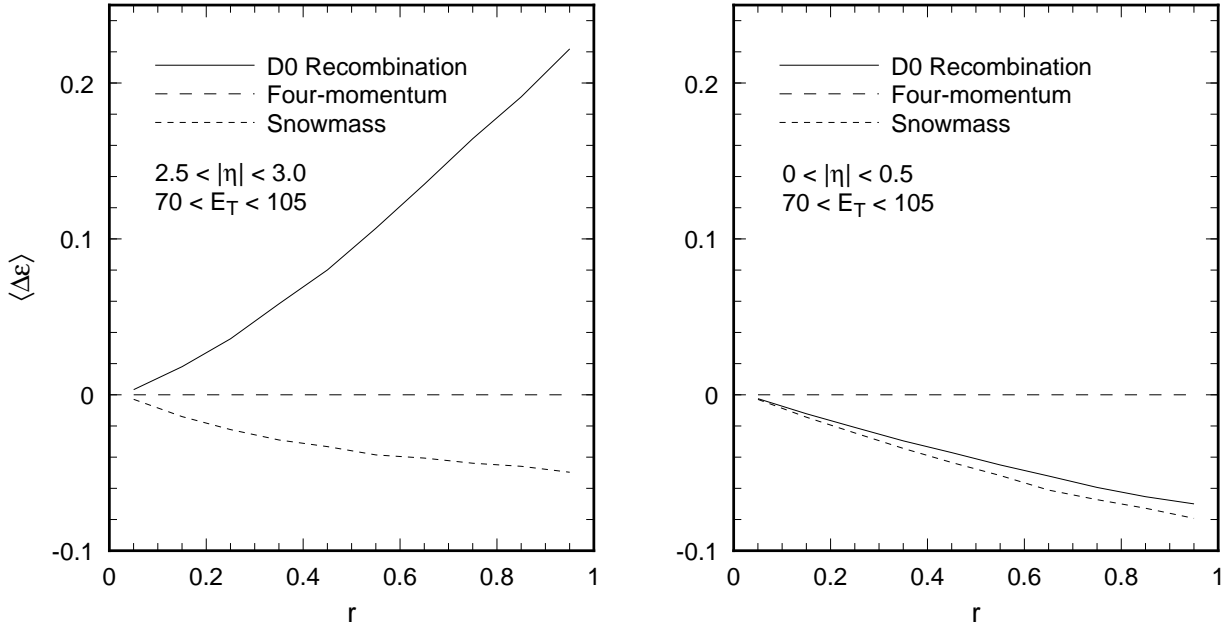 0.2
0.1
0
-0.1
⟨Δε⟩
D0 Recombination
Four-momentum
Snowmass
2.5 < |η| < 3.0
70 < E_T < 105
0 0.2 0.4 0.6 0.8 1
r
0.2
0.1
0
-0.1
D0 Recombination
Four-momentum
Snowmass
0 < |η| < 0.5
70 < E_T < 105
0 0.2 0.4 0.6 0.8 1
r